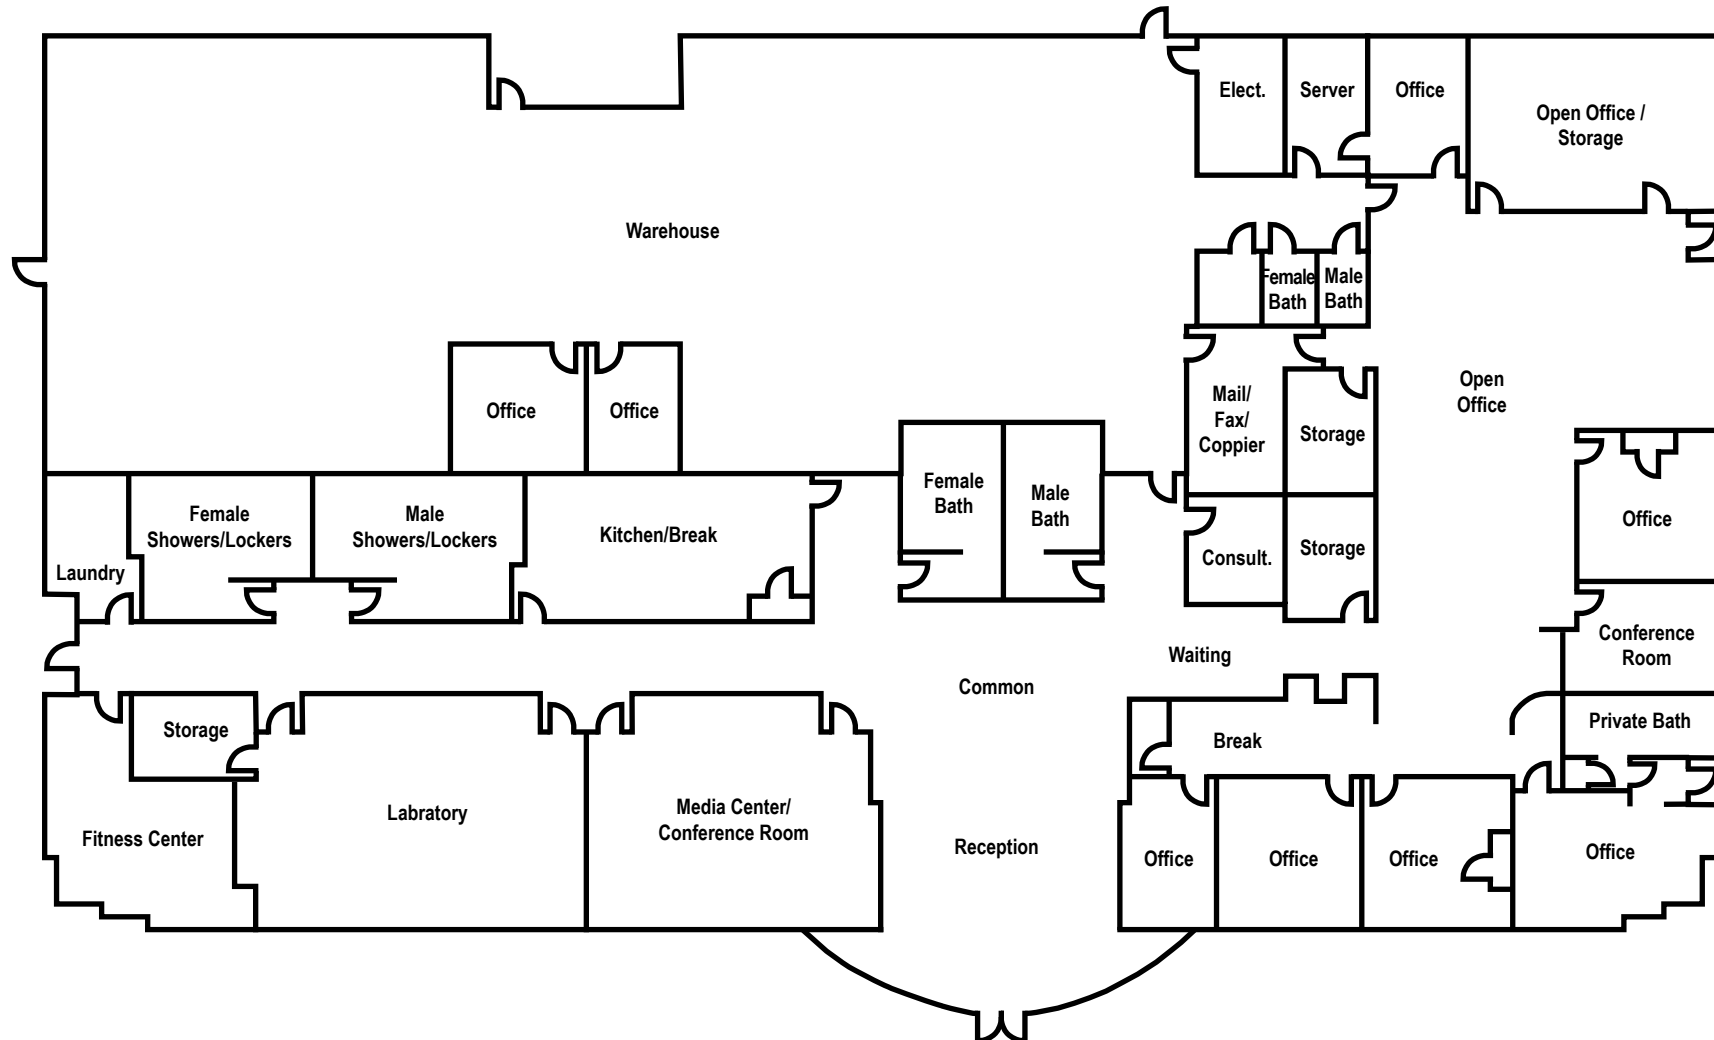 Elect.
Server
Office
Open Office /
Storage
Warehouse
Female
Bath
Male
Bath
Office
Office
Mail/
Fax/
Coppier
Storage
Open
Office
Female
Showers/Lockers
Male
Showers/Lockers
Kitchen/Break
Female
Bath
Male
Bath
Office
Laundry
Consult.
Storage
Conference
Room
Waiting
Common
Storage
Break
Private Bath
Fitness Center
Labratory
Media Center/
Conference Room
Reception
Office
Office
Office
Office